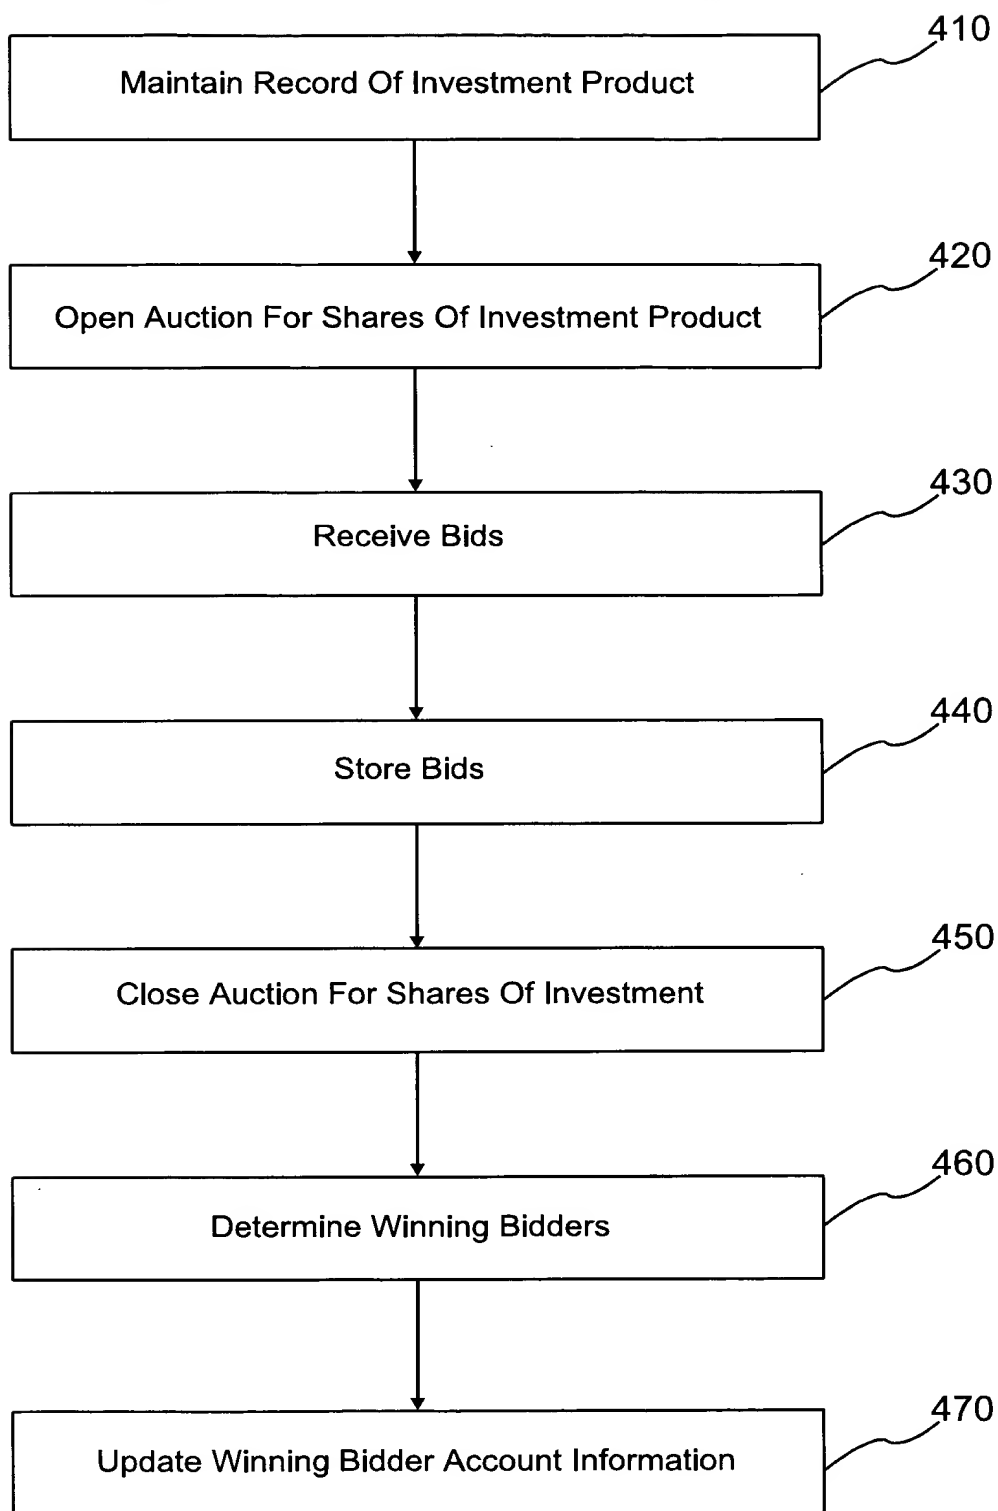 410
Maintain Record Of Investment Product
420
Open Auction For Shares Of Investment Product
430
Receive Bids
440
Store Bids
450
Close Auction For Shares Of Investment
460
Determine Winning Bidders
470
Update Winning Bidder Account Information